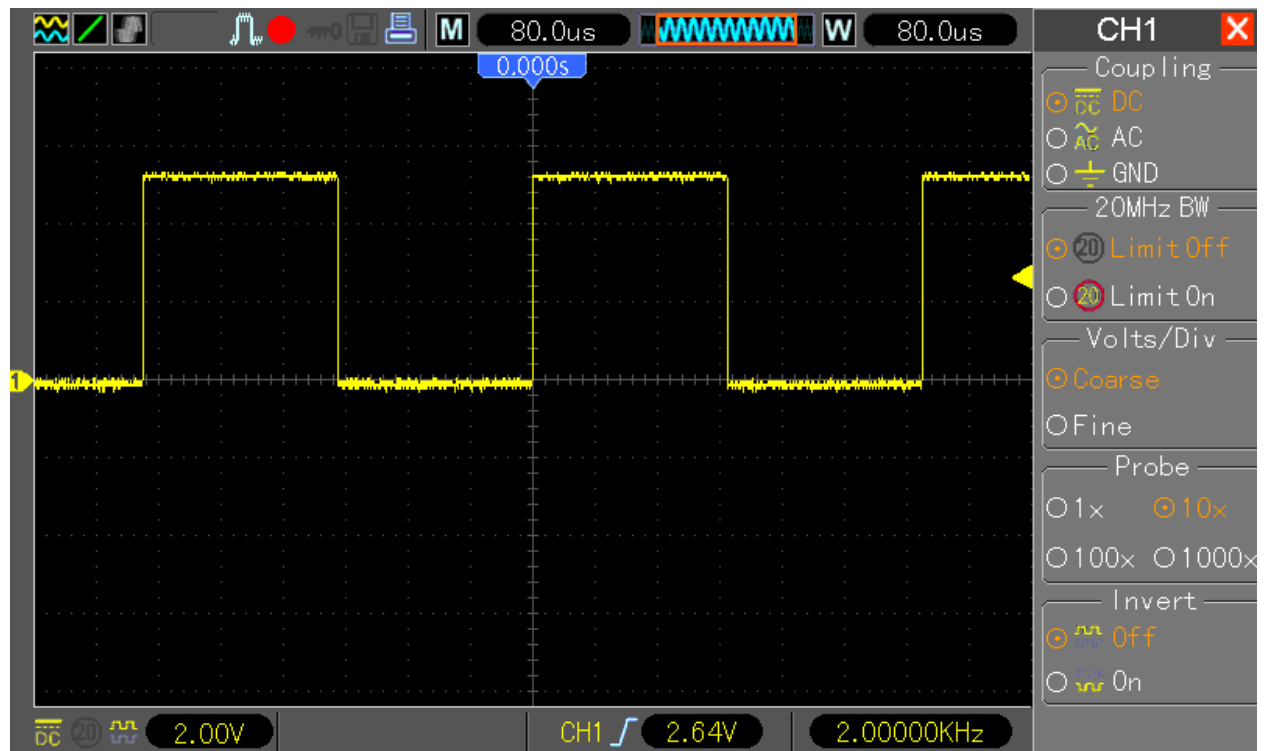 M 80.0us W 80.0us
0.000s
1
DC 20 2.00V CH1 2.64V 2.00000KHz
CH1 X
Coupling
DC DC
AC AC
GND
20MHz BW
20 Limit Off
20 Limit On
Volts/Div
Coarse
Fine
Probe
1x 10x
100x 1000x
Invert
Off
On